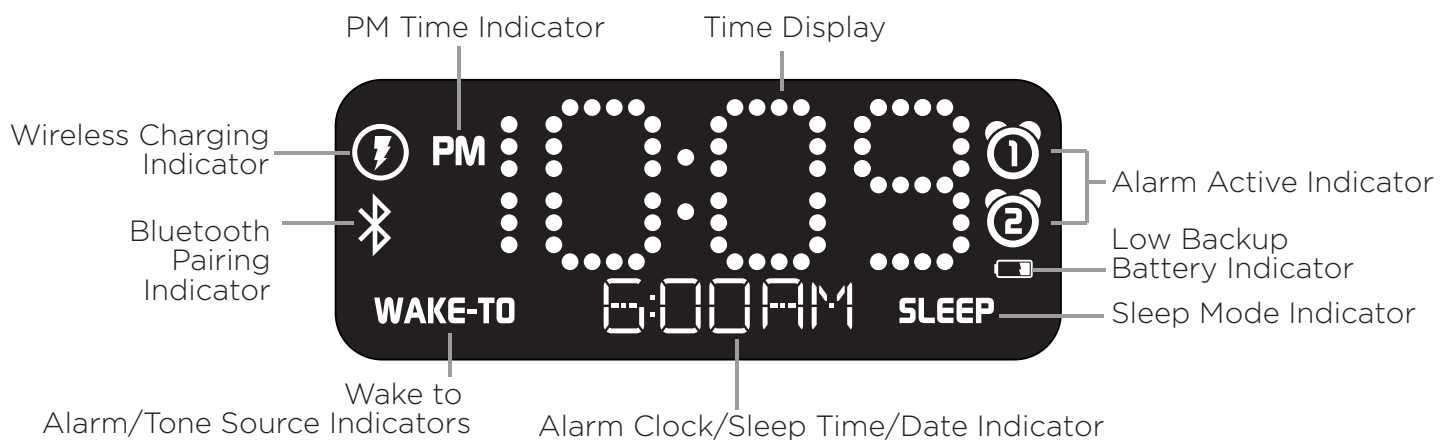 PM Time Indicator
Time Display
Wireless Charging
Indicator
PM
10:09
1
Alarm Active Indicator
Bluetooth
Pairing
Indicator
2
Low Backup
Battery Indicator
WAKE-TO
6:00AM
SLEEP
Sleep Mode Indicator
Wake to
Alarm/Tone Source Indicators
Alarm Clock/Sleep Time/Date Indicator